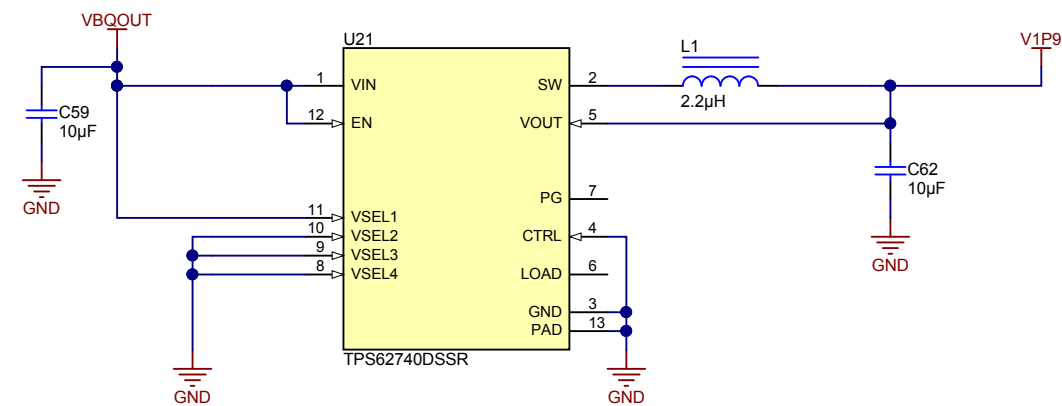 VBQOUT
C59
10µF
GND
U21
1 VIN
12 EN
11 VSEL1
10 VSEL2
9 VSEL3
8 VSEL4
SW 2
VOUT 5
PG 7
CTRL 4
LOAD 6
GND 3
PAD 13
TPS62740DSSR
GND
GND
L1
2.2µH
V1P9
C62
10µF
GND